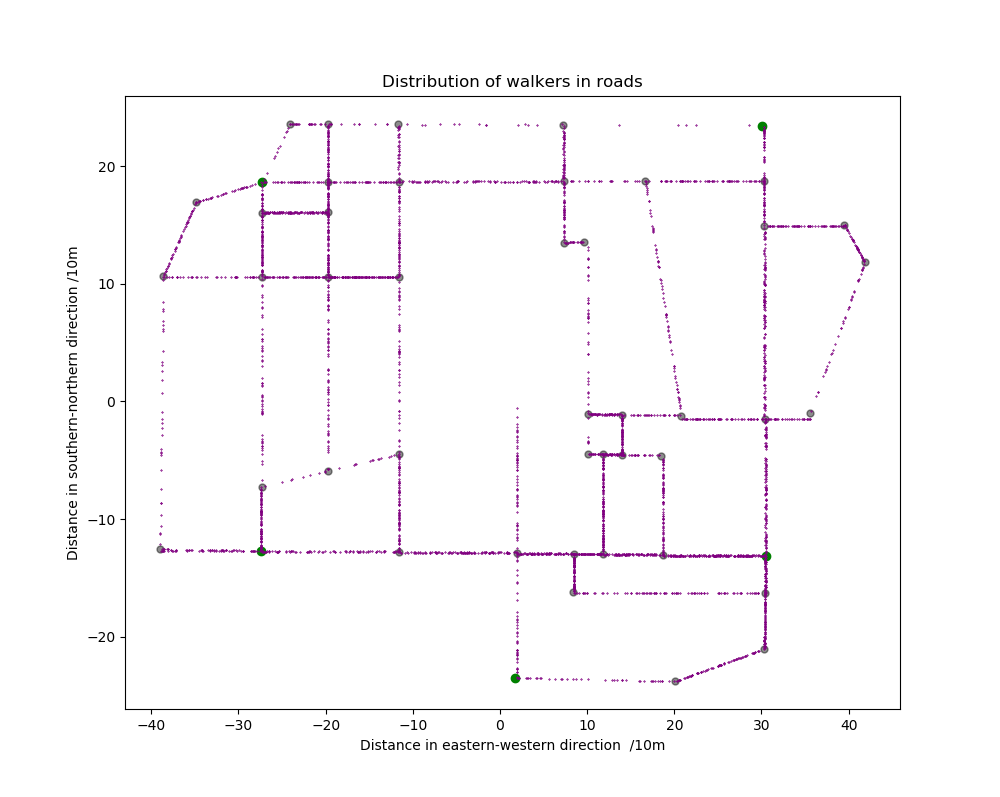 Distribution of walkers in roads
20
10
0
−10
−20
Distance in southern-northern direction /10m
−40 −30 −20 −10 0 10 20 30 40
Distance in eastern-western direction  /10m